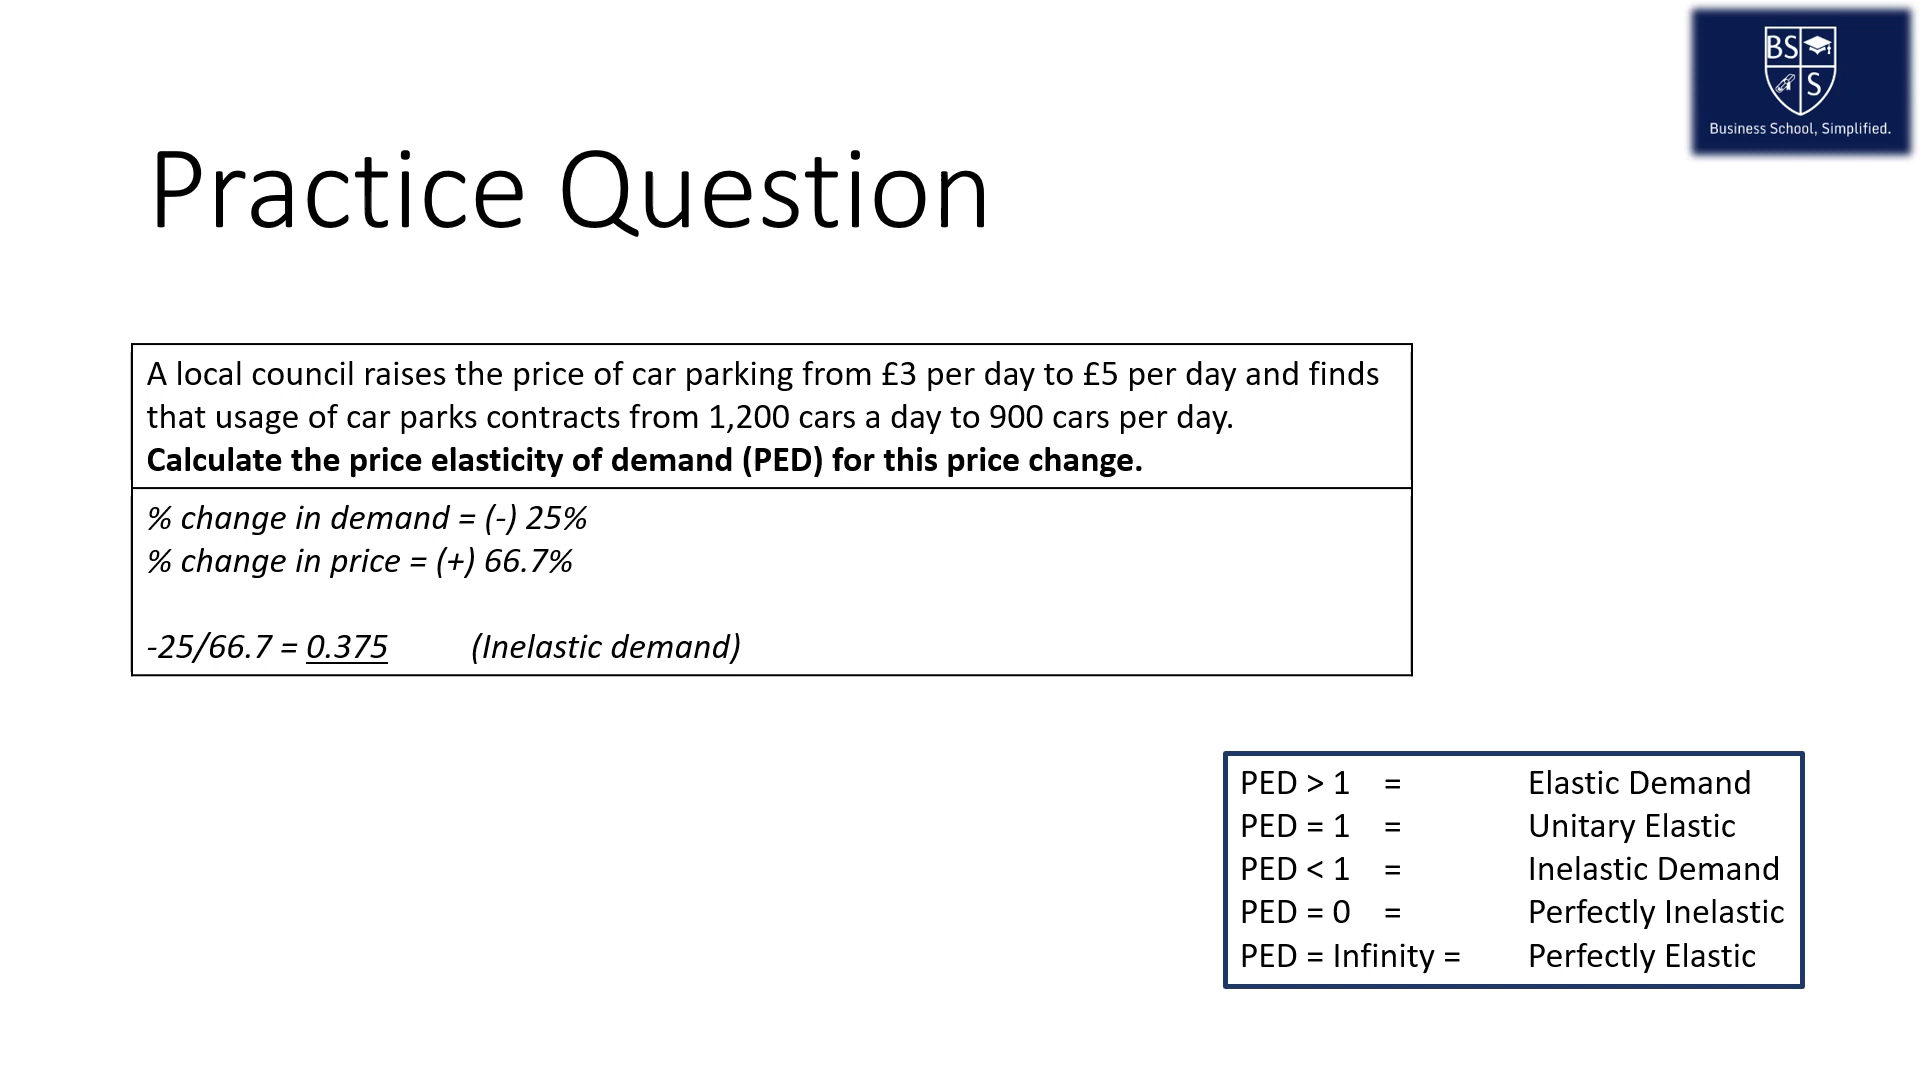 BS
S
Business School, Simplified.
Practice Question
A local council raises the price of car parking from £3 per day to £5 per day and finds
that usage of car parks contracts from 1,200 cars a day to 900 cars per day.
Calculate the price elasticity of demand (PED) for this price change.
% change in demand = (-) 25%
% change in price = (+) 66.7%
-25/66.7 = 0.375 (Inelastic demand)
PED > 1 = Elastic Demand
PED = 1 = Unitary Elastic
PED < 1 = Inelastic Demand
PED = 0 = Perfectly Inelastic
PED = Infinity = Perfectly Elastic